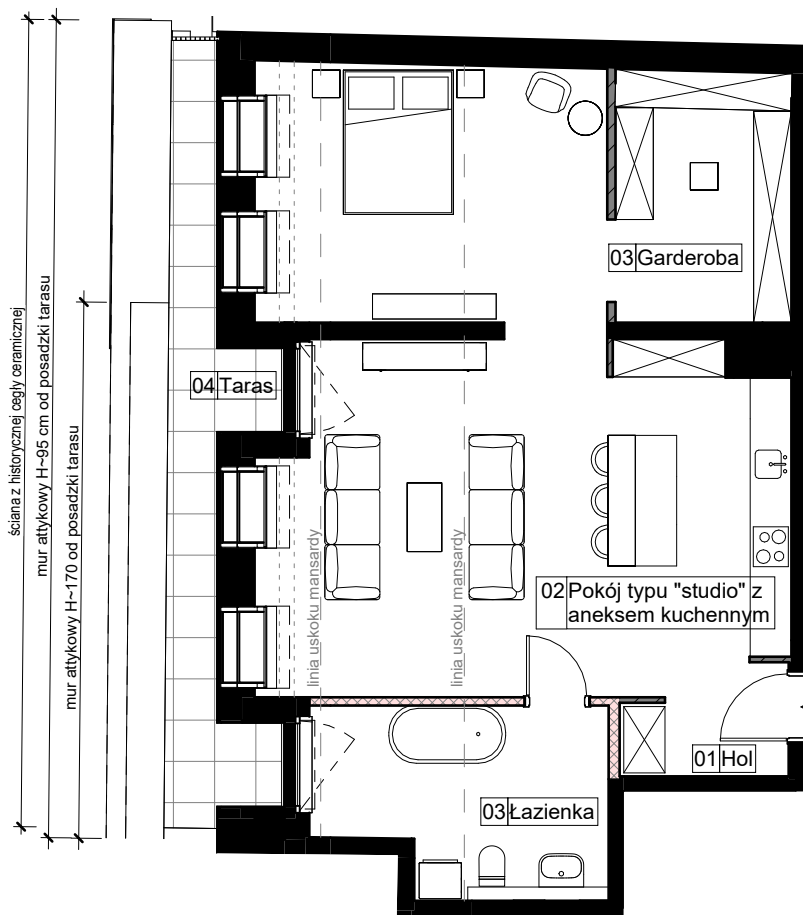 ściana z historycznej cegły ceramicznej
mur attykowy H~95 cm od posadzki tarasu
mur attykowy H~170 od posadzki tarasu
03 Garderoba
04 Taras
linia uskoku mansardy
linia uskoku mansardy
02 Pokój typu "studio" z
aneksem kuchennym
01 Hol
03 Łazienka